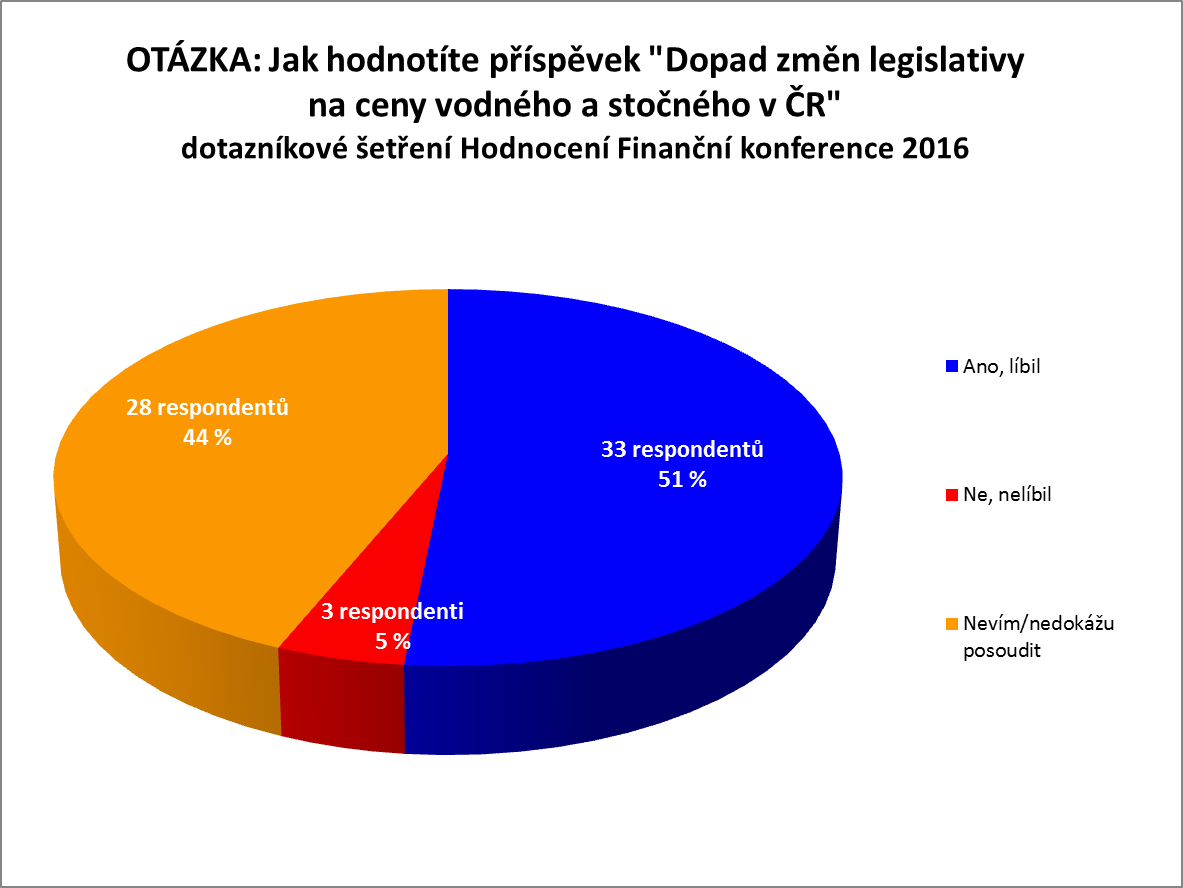 OTÁZKA: Jak hodnotíte příspěvek "Dopad změn legislativy
na ceny vodného a stočného v ČR"
dotazníkové šetření Hodnocení Finanční konference 2016
28 respondentů
44 %
33 respondentů
51 %
3 respondenti
5 %
Ano, líbil
Ne, nelíbil
Nevím/nedokážu
posoudit